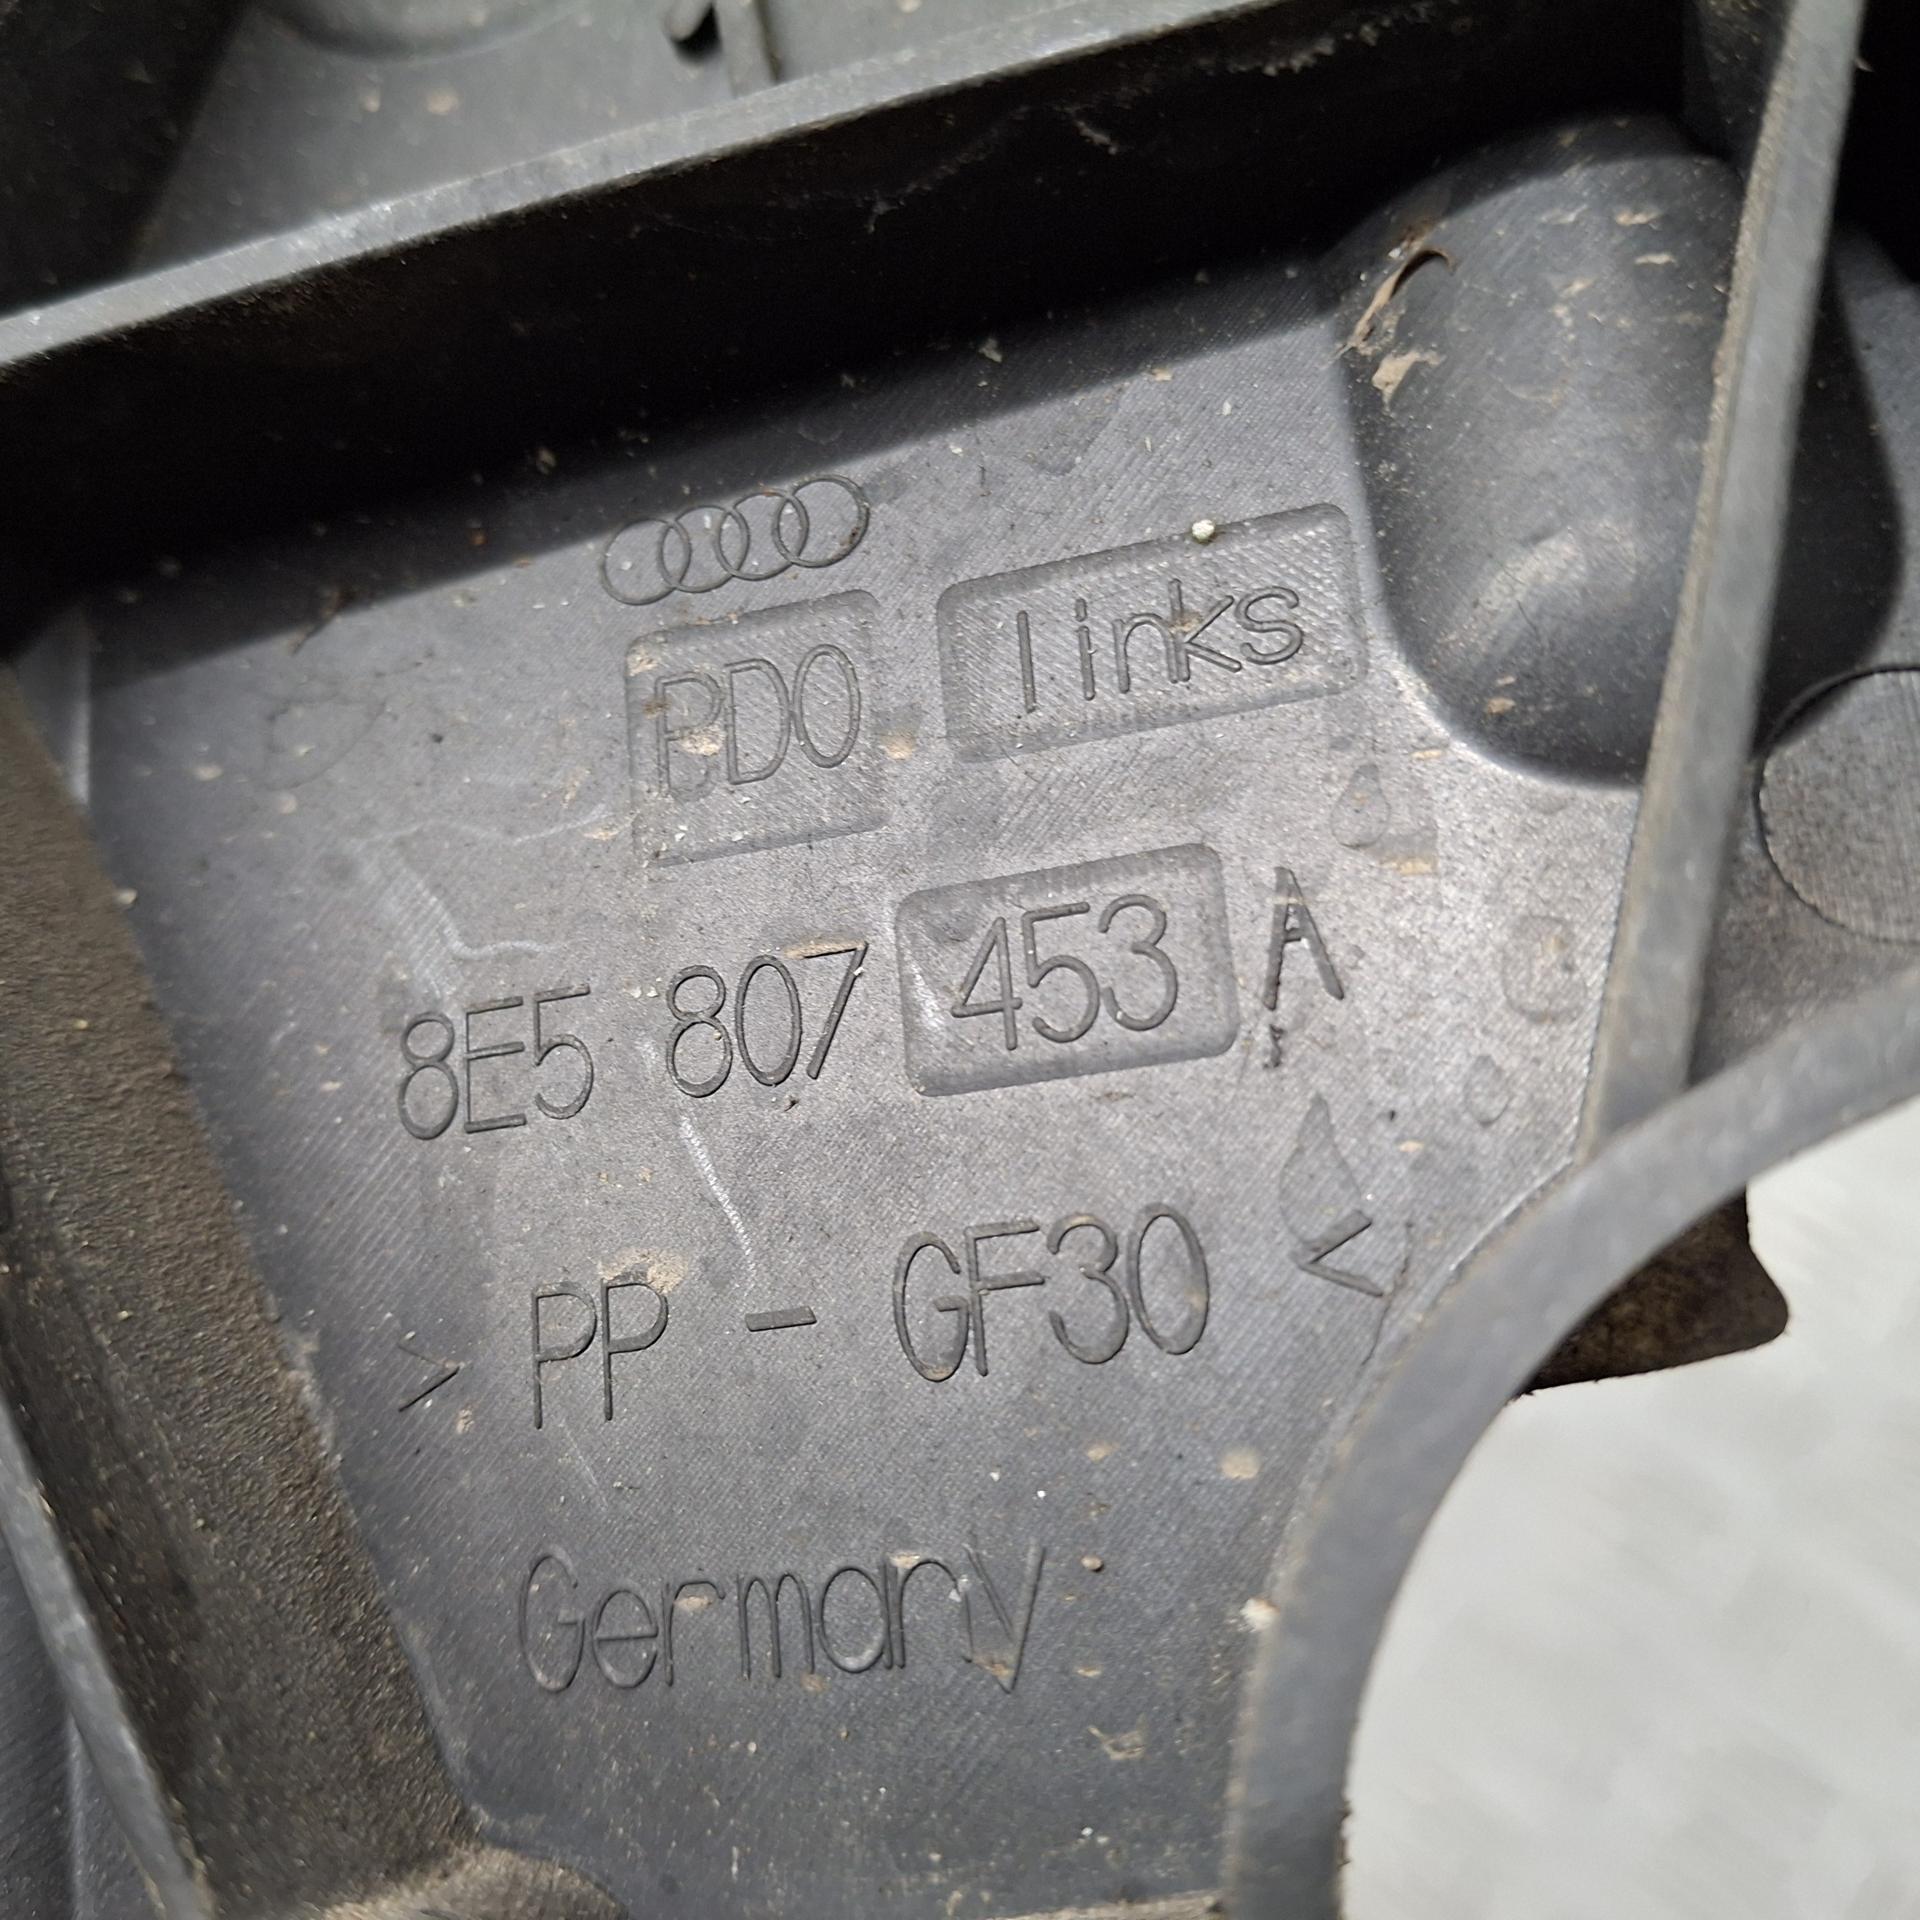 PDO links
8E5 807 453 A
> PP - GF30 <
Germany